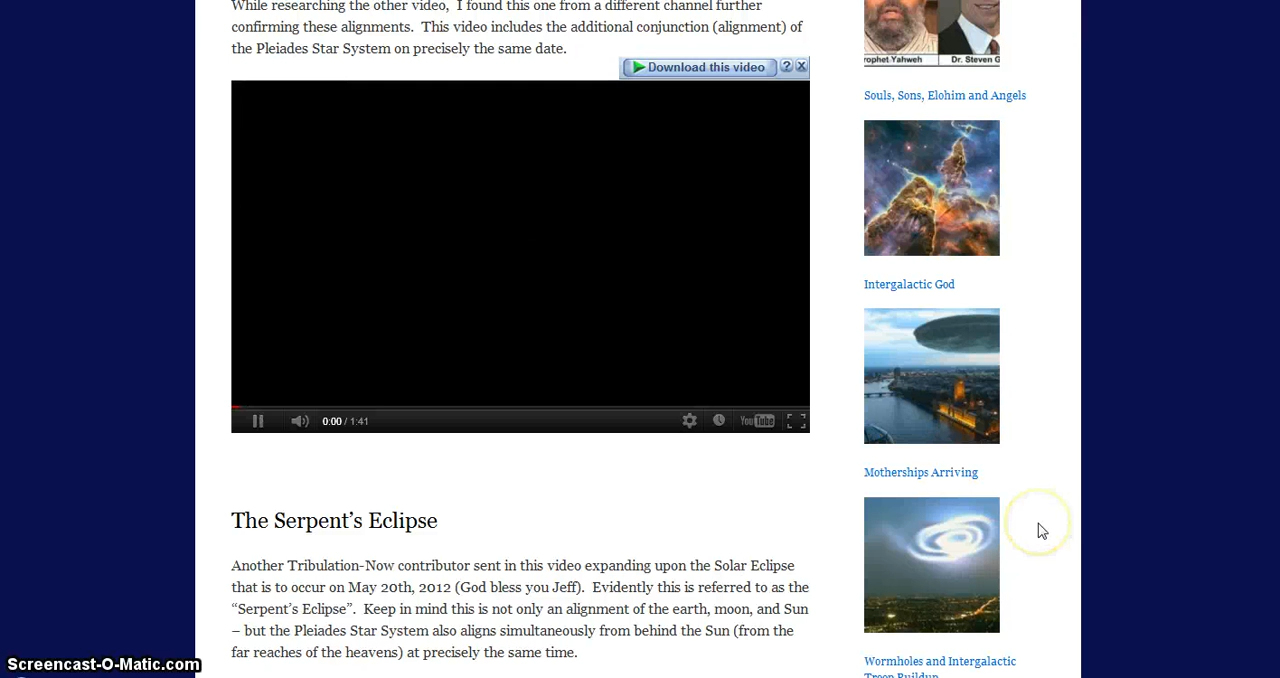 While researching the other video,  I found this one from a different channel further
confirming these alignments.  This video includes the additional conjunction (alignment) of
the Pleiades Star System on precisely the same date.
Download this video
0:00 / 1:41
YouTube
The Serpent’s Eclipse
Another Tribulation-Now contributor sent in this video expanding upon the Solar Eclipse
that is to occur on May 20th, 2012 (God bless you Jeff).  Evidently this is referred to as the
“Serpent’s Eclipse”.  Keep in mind this is not only an alignment of the earth, moon, and Sun
– but the Pleiades Star System also aligns simultaneously from behind the Sun (from the
far reaches of the heavens) at precisely the same time.
rophet Yahweh
Dr. Steven G
Souls, Sons, Elohim and Angels
Intergalactic God
Motherships Arriving
Wormholes and Intergalactic
Troop Buildup
Screencast-O-Matic.com